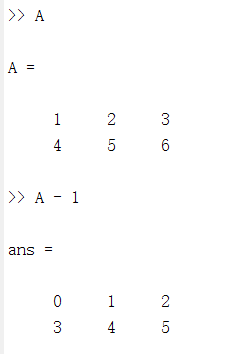 >> A
A =
1 2 3
4 5 6
>> A - 1
ans =
0 1 2
3 4 5